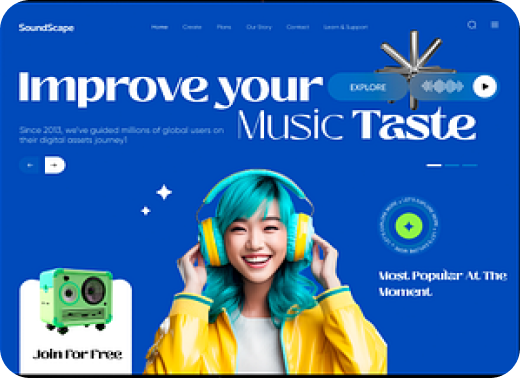 SoundScape
Home Create Plans Our Story Contact Learn & Support
Improve your
EXPLORE
Music Taste
Since 2013, we've guided millions of global users on
their digital assets journey1
Most Popular At The
Moment
Join For Free